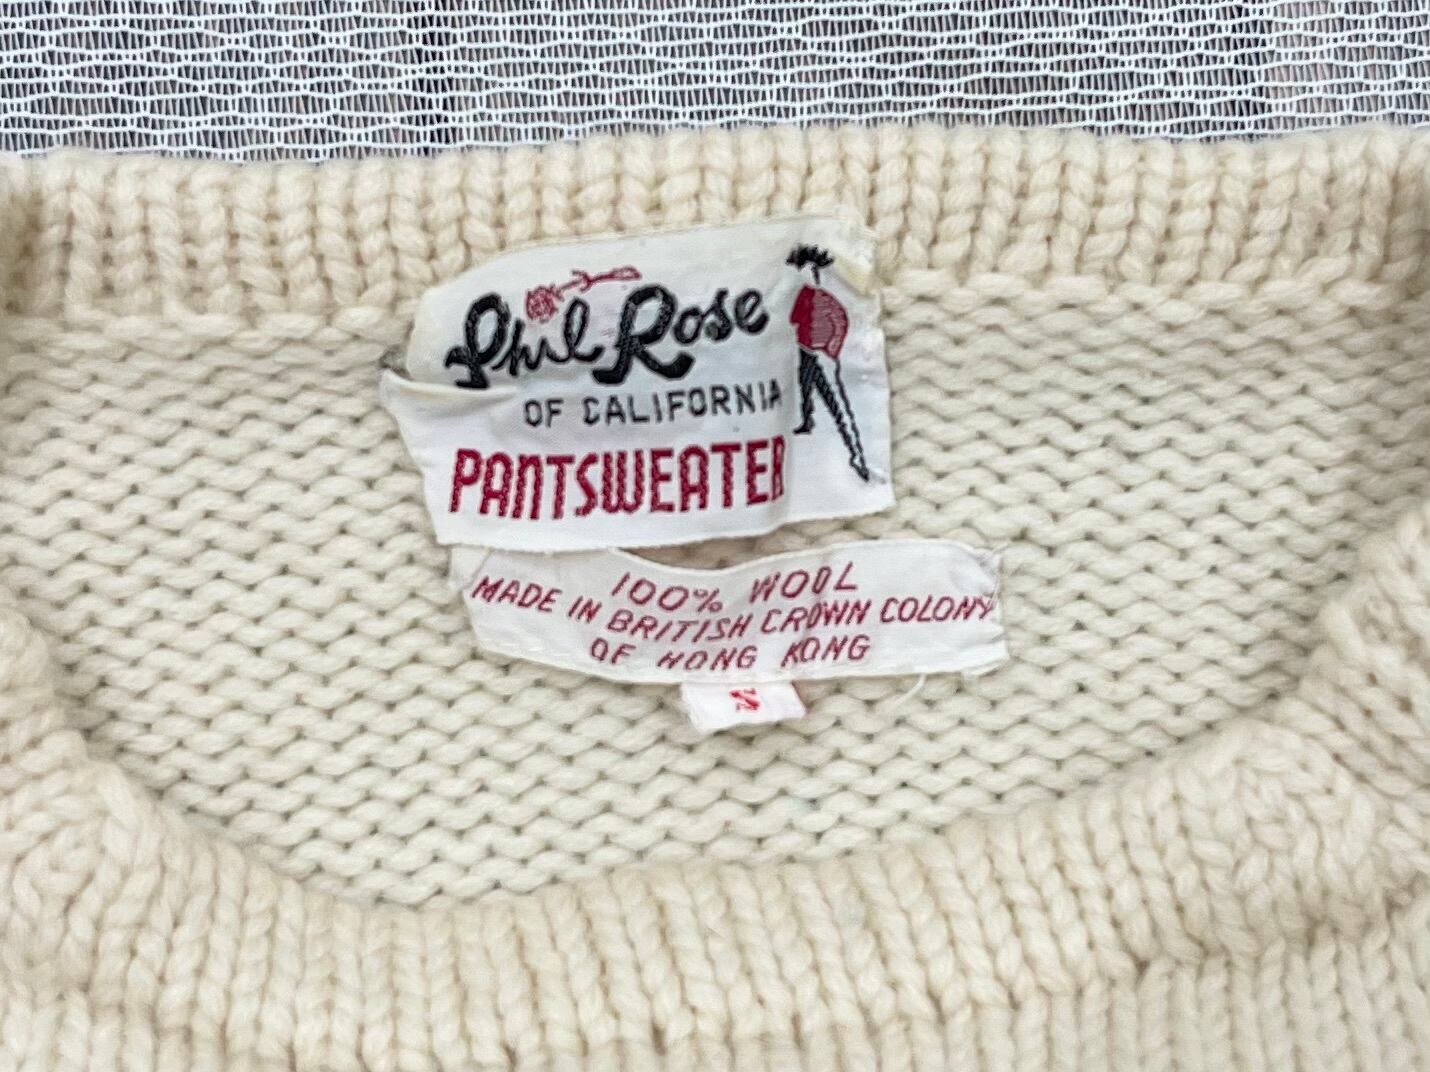 Phil Rose
OF CALIFORNIA
PANTSWEATER
100% WOOL
MADE IN BRITISH CROWN COLONY
OF HONG KONG